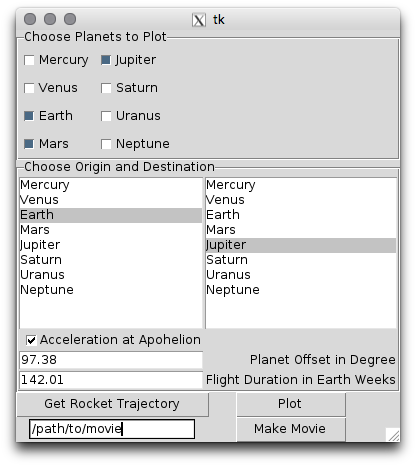 tk
Choose Planets to Plot
Mercury Jupiter
Venus Saturn
Earth Uranus
Mars Neptune
Choose Origin and Destination
Mercury Mercury
Venus Venus
Earth Earth
Mars Mars
Jupiter Jupiter
Saturn Saturn
Uranus Uranus
Neptune Neptune
Acceleration at Apohelion
97.38 Planet Offset in Degree
142.01 Flight Duration in Earth Weeks
Get Rocket Trajectory Plot
/path/to/movie Make Movie